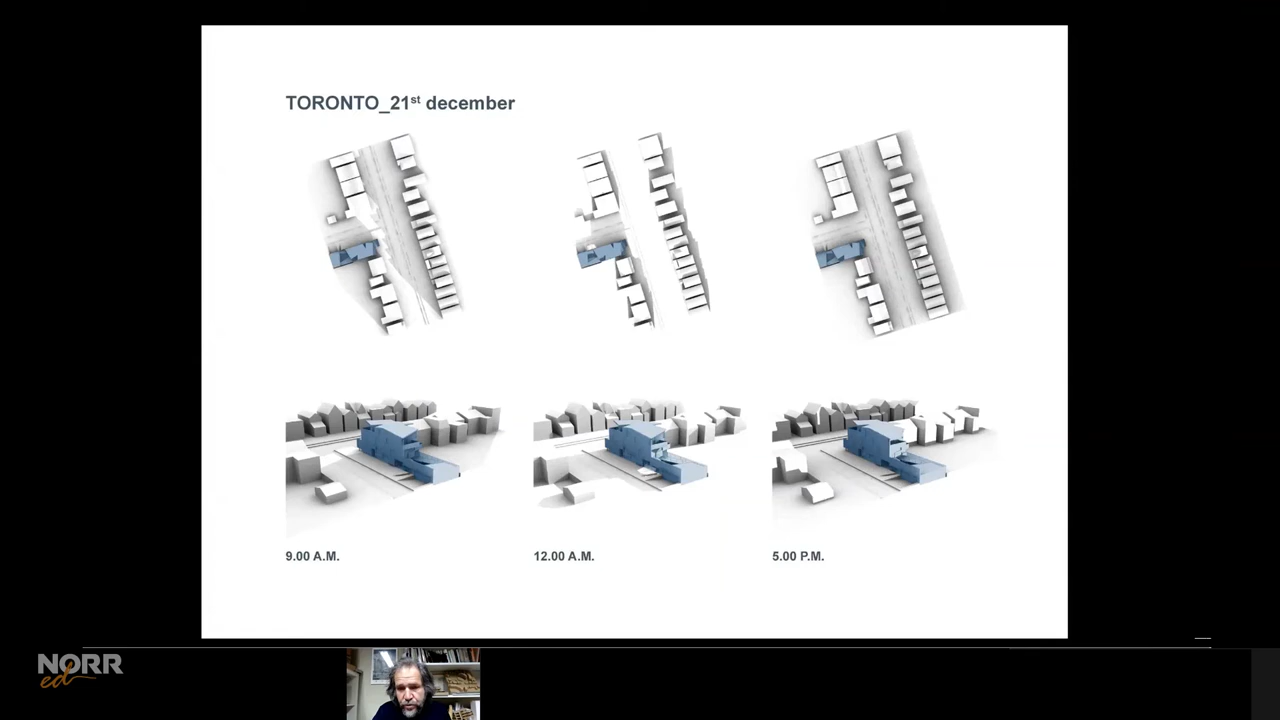 TORONTO_21st december
9.00 A.M.
12.00 A.M.
5.00 P.M.
NORR
ed